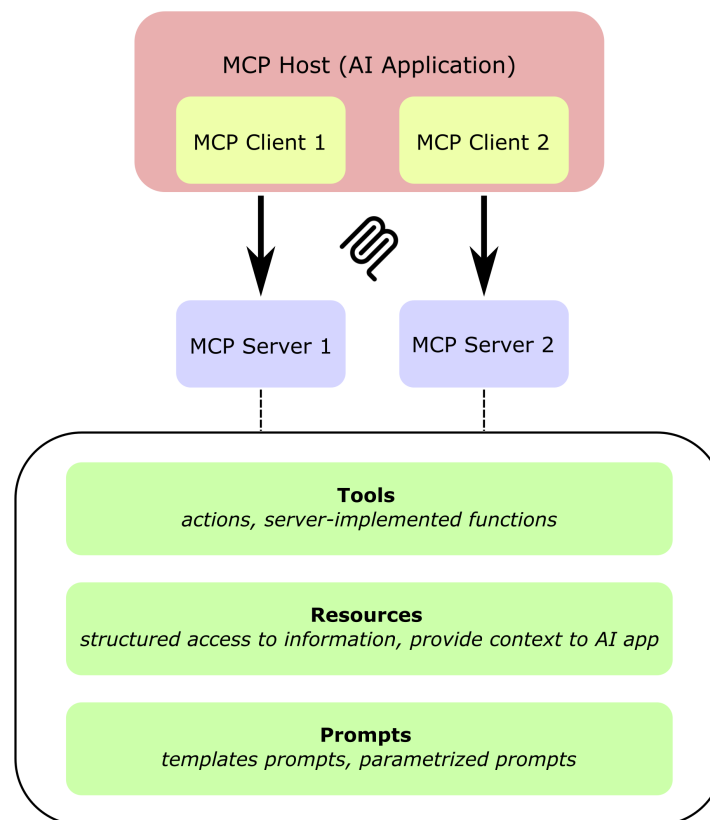 MCP Host (AI Application)
MCP Client 1
MCP Client 2
MCP Server 1
MCP Server 2
Tools
actions, server-implemented functions
Resources
structured access to information, provide context to AI app
Prompts
templates prompts, parametrized prompts